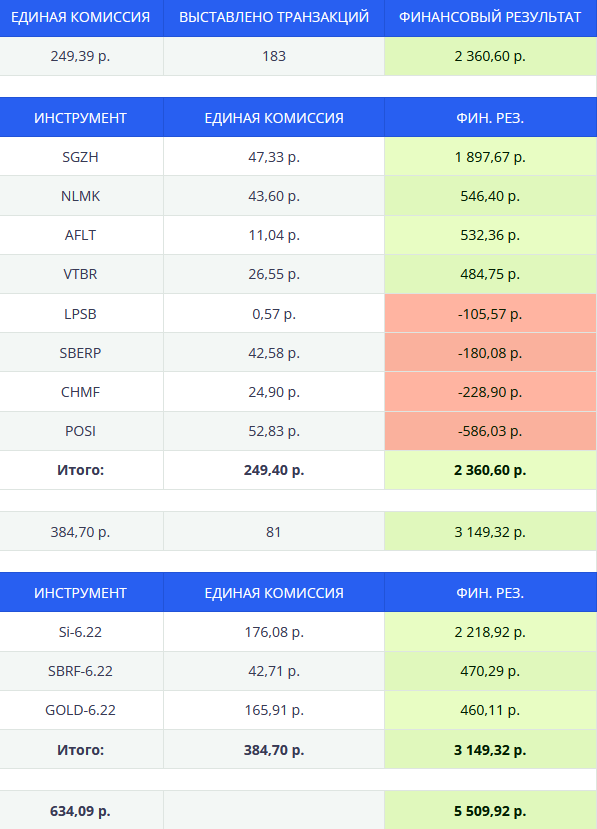 ЕДИНАЯ КОМИССИЯ ВЫСТАВЛЕНО ТРАНЗАКЦИЙ ФИНАНСОВЫЙ РЕЗУЛЬТАТ
249,39 р. 183 2 360,60 р.
ИНСТРУМЕНТ ЕДИНАЯ КОМИССИЯ ФИН. РЕЗ.
SGZH 47,33 р. 1 897,67 р.
NLMK 43,60 р. 546,40 р.
AFLT 11,04 р. 532,36 р.
VTBR 26,55 р. 484,75 р.
LPSB 0,57 р. -105,57 р.
SBERP 42,58 р. -180,08 р.
CHMF 24,90 р. -228,90 р.
POSI 52,83 р. -586,03 р.
Итого: 249,40 р. 2 360,60 р.
384,70 р. 81 3 149,32 р.
ИНСТРУМЕНТ ЕДИНАЯ КОМИССИЯ ФИН. РЕЗ.
Si-6.22 176,08 р. 2 218,92 р.
SBRF-6.22 42,71 р. 470,29 р.
GOLD-6.22 165,91 р. 460,11 р.
Итого: 384,70 р. 3 149,32 р.
634,09 р. 5 509,92 р.